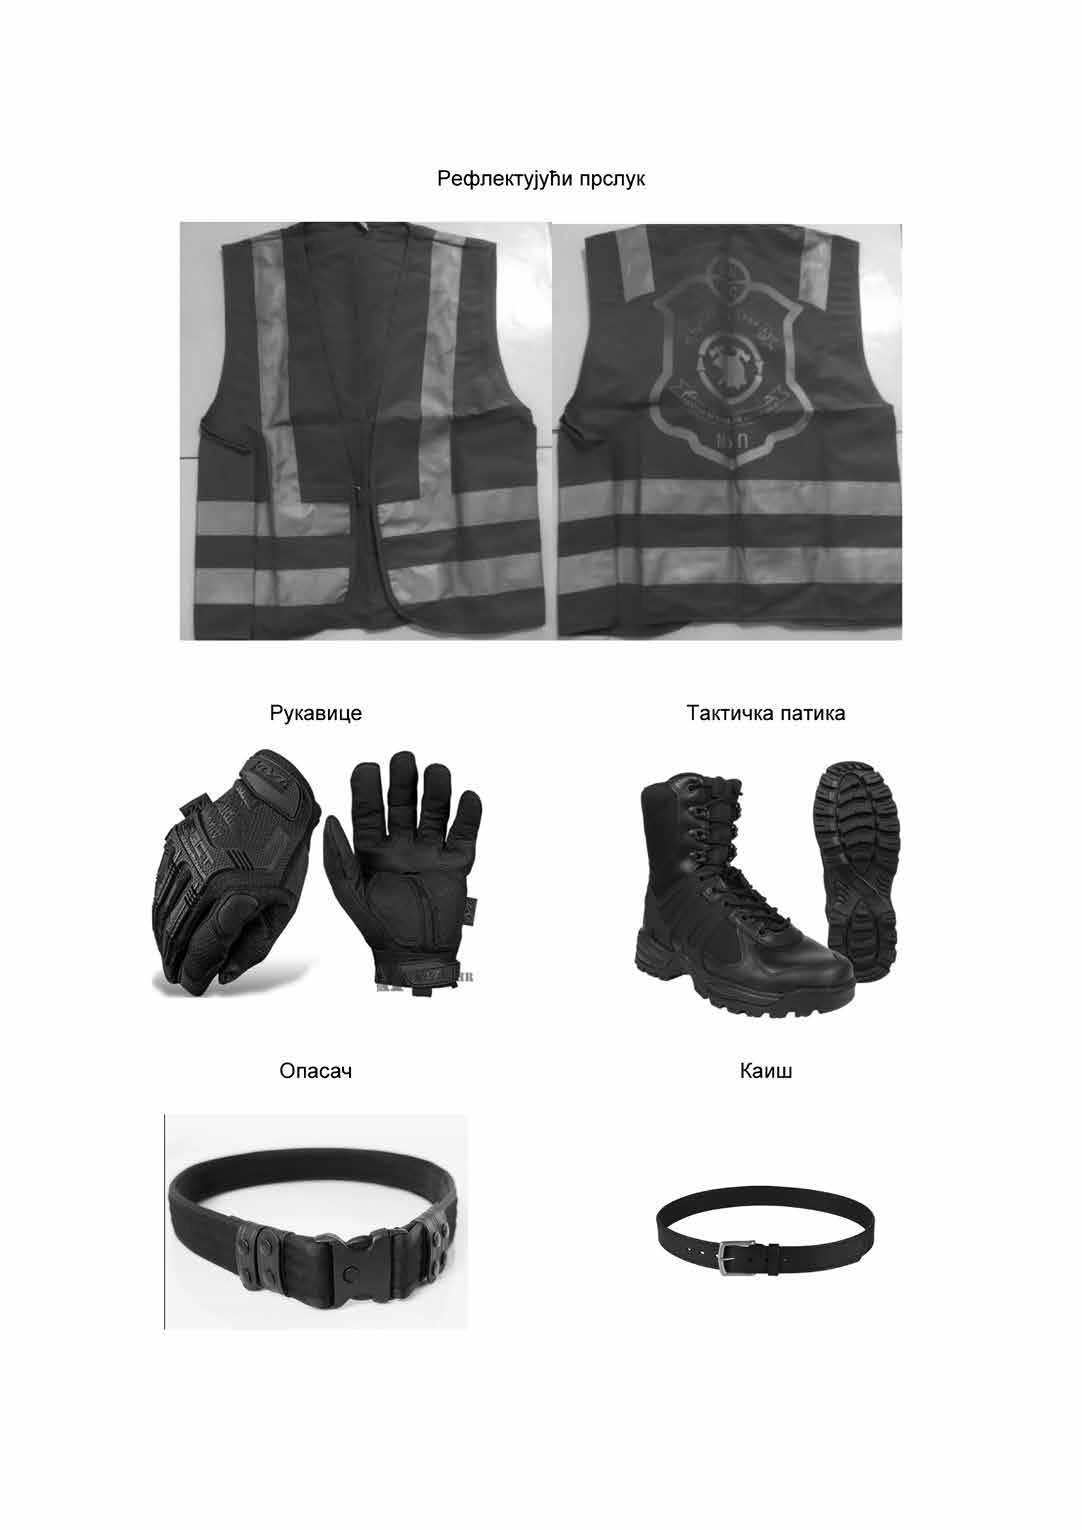 Рефлектујући прслук
Рукавице
Тактичка патика
Опасач
Каиш